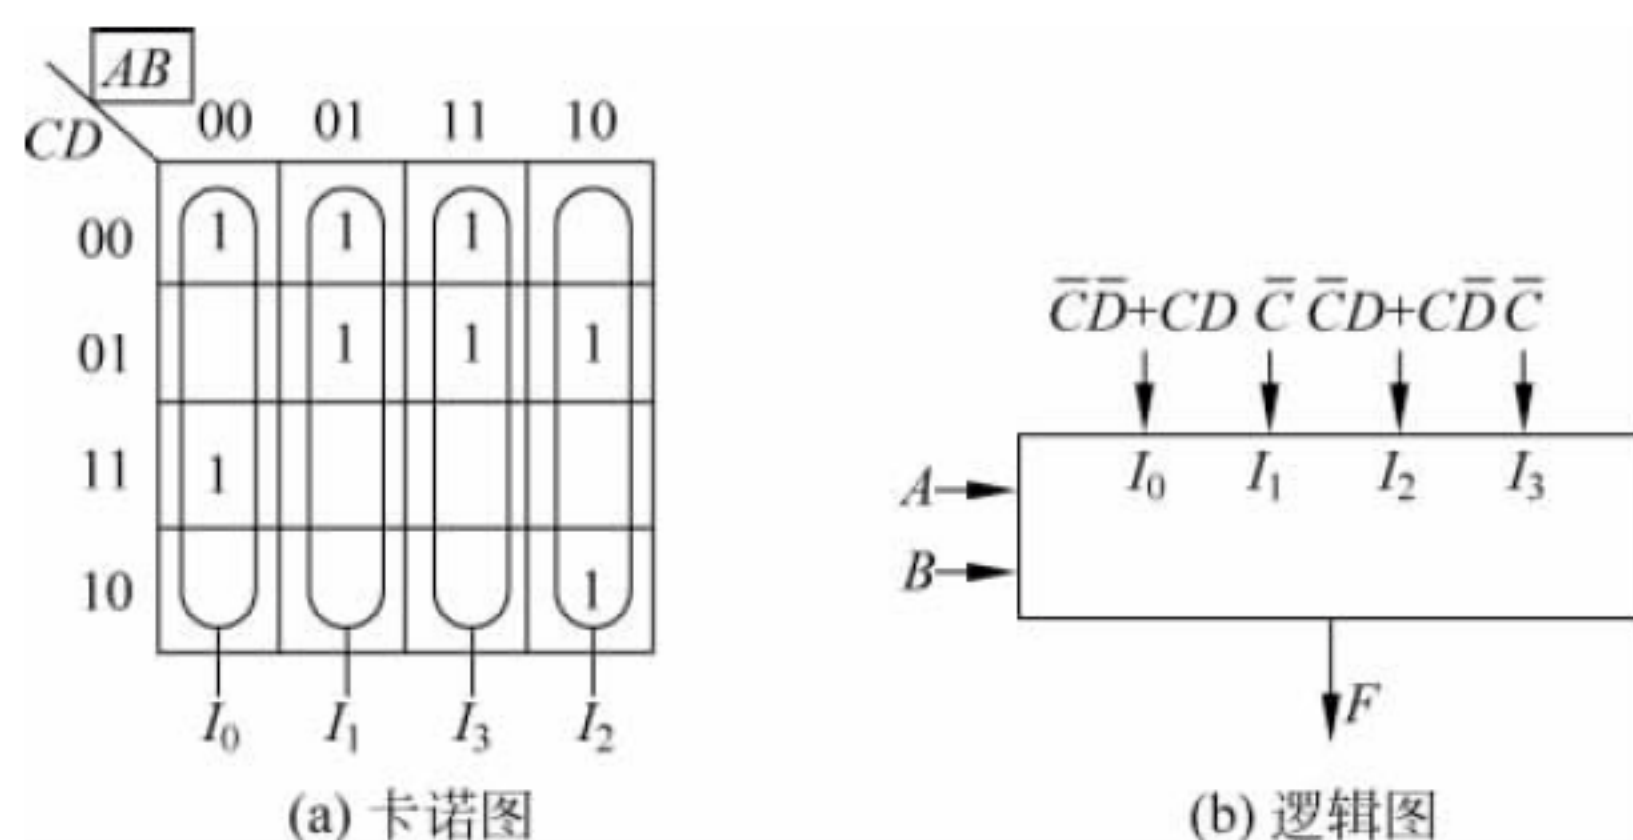 AB
CD
00 01 11 10
00 1 1 1
01 1 1 1
11 1
10 1
I₀ I₁ I₃ I₂
(a) 卡诺图
C̅D̅+CD C̅ C̅D+CD̅ C̅
I₀ I₁ I₂ I₃
A
B
F
(b) 逻辑图